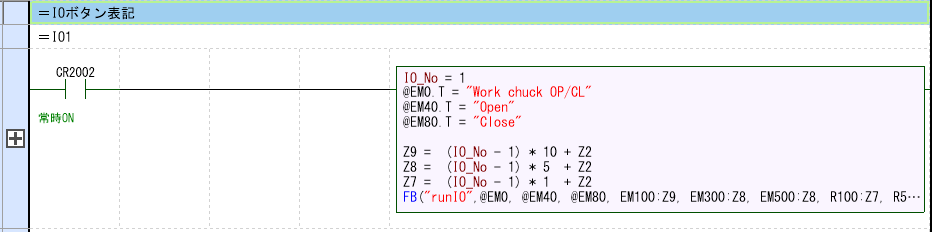 ＝IOボタン表記
＝IO1
CR2002
常時ON
IO_No = 1
@EM0.T = "Work chuck OP/CL"
@EM40.T = "Open"
@EM80.T = "Close"
Z9 =  (IO_No - 1) * 10 + Z2
Z8 =  (IO_No - 1) * 5  + Z2
Z7 =  (IO_No - 1) * 1  + Z2
FB("runIO",@EM0, @EM40, @EM80, EM100:Z9, EM300:Z8, EM500:Z8, R100:Z7, R5…